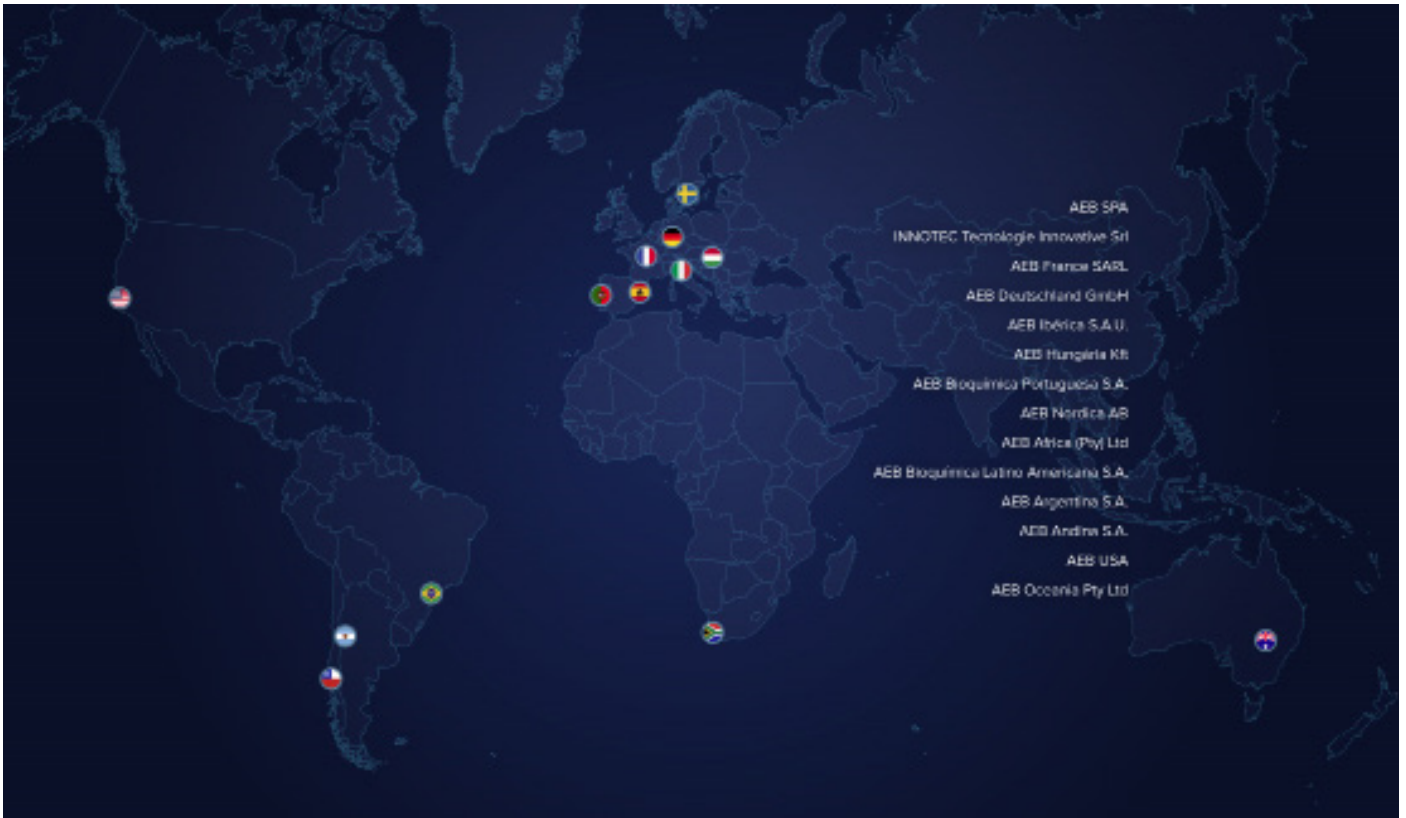 AEB SPA
INNOTEC Tecnologie Innovative Srl
AEB France SARL
AEB Deutschland GmbH
AEB Ibérica S.A.U.
AEB Hungária Kft
AEB Bioquímica Portuguesa S.A.
AEB Nordica AB
AEB Africa (Pty) Ltd
AEB Bioquímica Latino Americana S.A.
AEB Argentina S.A.
AEB Andina S.A.
AEB USA
AEB Oceania Pty Ltd